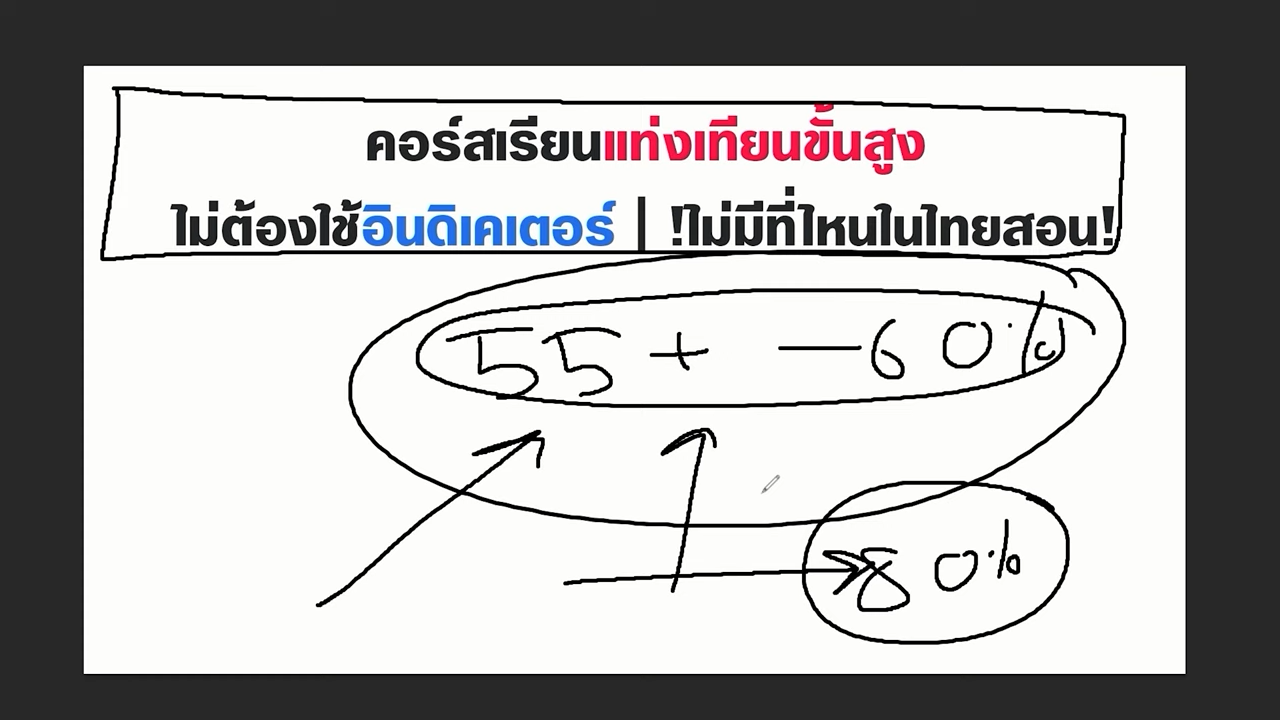 คอร์สเรียนแท่งเทียนขั้นสูง
ไม่ต้องใช้อินดิเคเตอร์ | !ไม่มีที่ไหนในไทยสอน!
55 + - 60%
80%